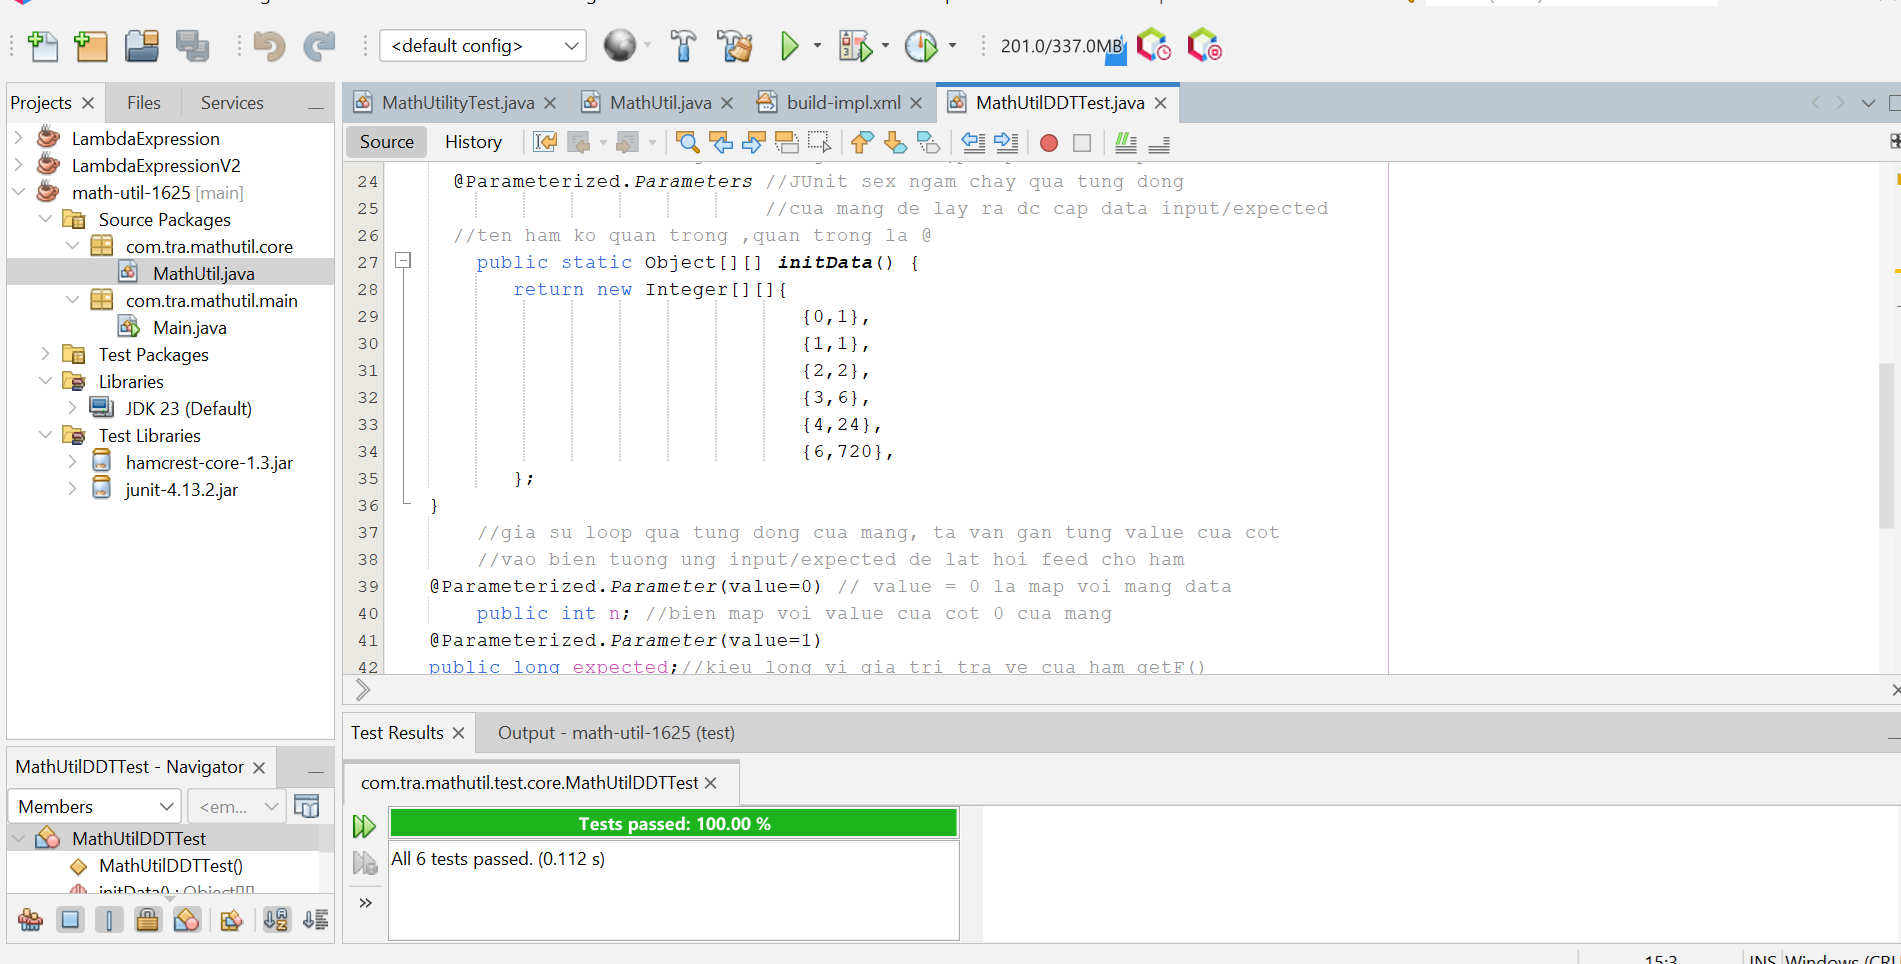 <default config>
201.0/337.0MB
Projects
Files
Services
LambdaExpression
LambdaExpressionV2
math-util-1625 [main]
Source Packages
com.tra.mathutil.core
MathUtil.java
com.tra.mathutil.main
Main.java
Test Packages
Libraries
JDK 23 (Default)
Test Libraries
hamcrest-core-1.3.jar
junit-4.13.2.jar
MathUtilDDTTest - Navigator
Members
<em...
MathUtilDDTTest
MathUtilDDTTest()
initData() : Object[][]
MathUtilityTest.java
MathUtil.java
build-impl.xml
MathUtilDDTTest.java
Source
History
24 @Parameterized.Parameters //JUnit sex ngam chay qua tung dong
25 //cua mang de lay ra dc cap data input/expected
26 //ten ham ko quan trong ,quan trong la @
27 public static Object[][] initData() {
28 return new Integer[][]{
29 {0,1},
30 {1,1},
31 {2,2},
32 {3,6},
33 {4,24},
34 {6,720},
35 };
36 }
37 //gia su loop qua tung dong cua mang, ta van gan tung value cua cot
38 //vao bien tuong ung input/expected de lat hoi feed cho ham
39 @Parameterized.Parameter(value=0) // value = 0 la map voi mang data
40 public int n; //bien map voi value cua cot 0 cua mang
41 @Parameterized.Parameter(value=1)
42 public long expected;//kieu long vi gia tri tra ve cua ham getF()
Test Results
Output - math-util-1625 (test)
com.tra.mathutil.test.core.MathUtilDDTTest
Tests passed: 100.00 %
All 6 tests passed. (0.112 s)
15:3
INS
Windows (CRL